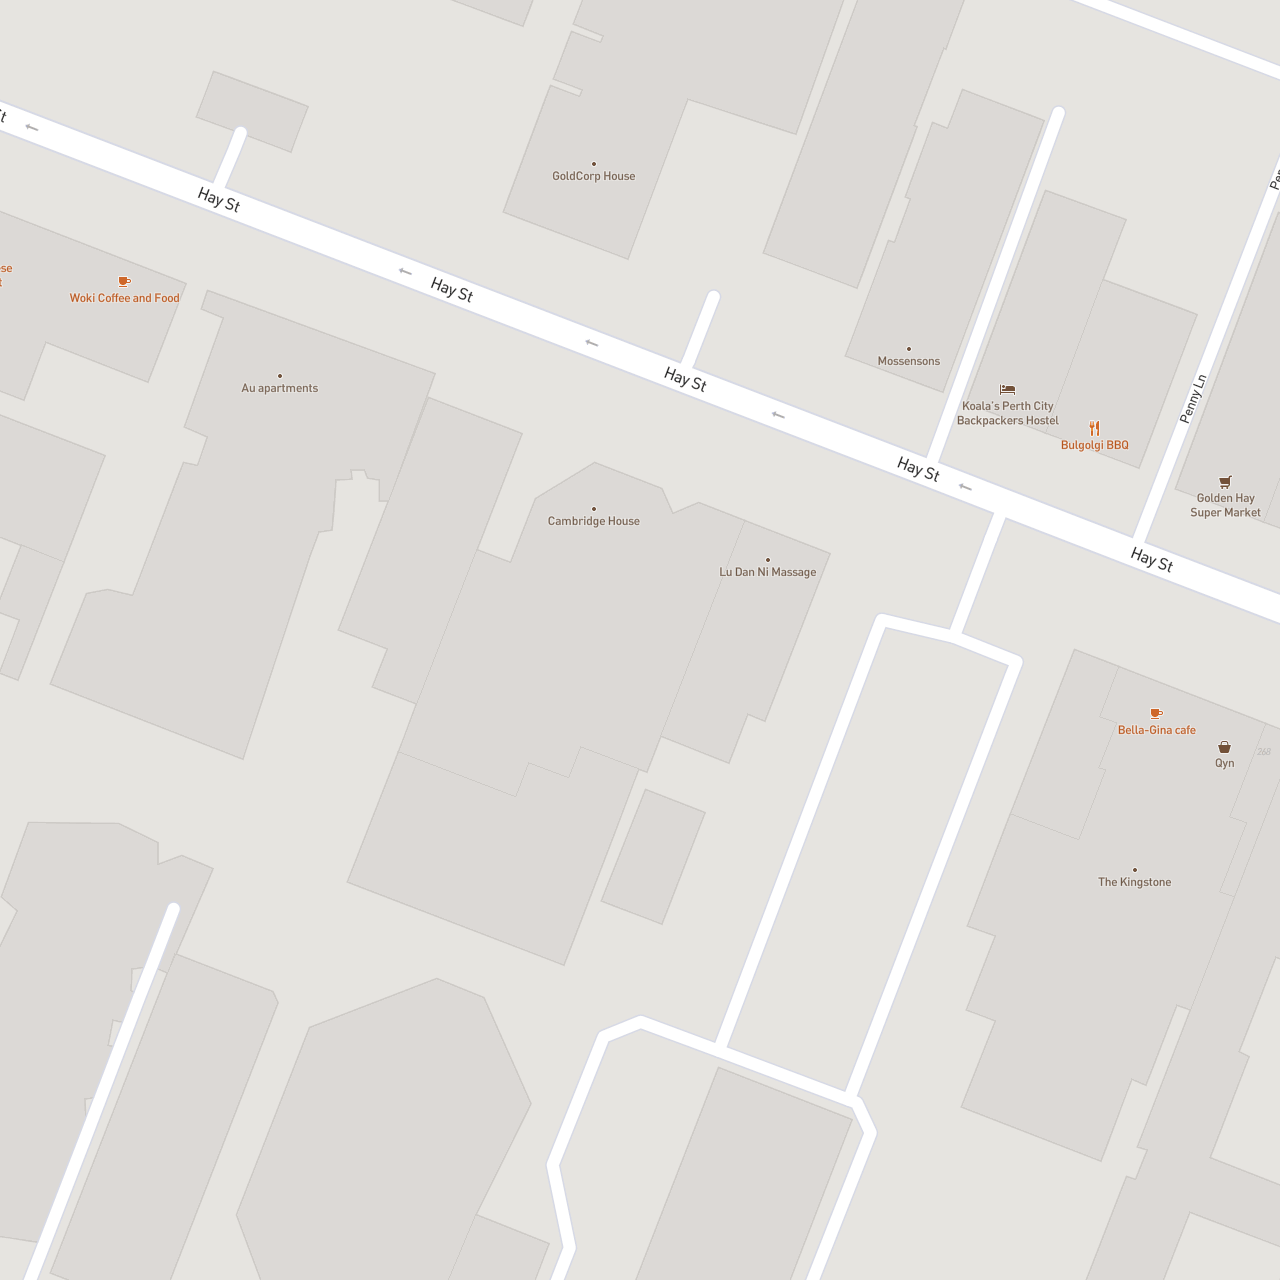 GoldCorp House
Hay St
Woki Coffee and Food
Hay St
Au apartments
Hay St
Mossensons
Koala's Perth City
Backpackers Hostel
Penny Ln
Bulgolgi BBQ
Hay St
Golden Hay
Super Market
Cambridge House
Hay St
Lu Dan Ni Massage
Bella-Gina cafe
Qyn
268
The Kingstone